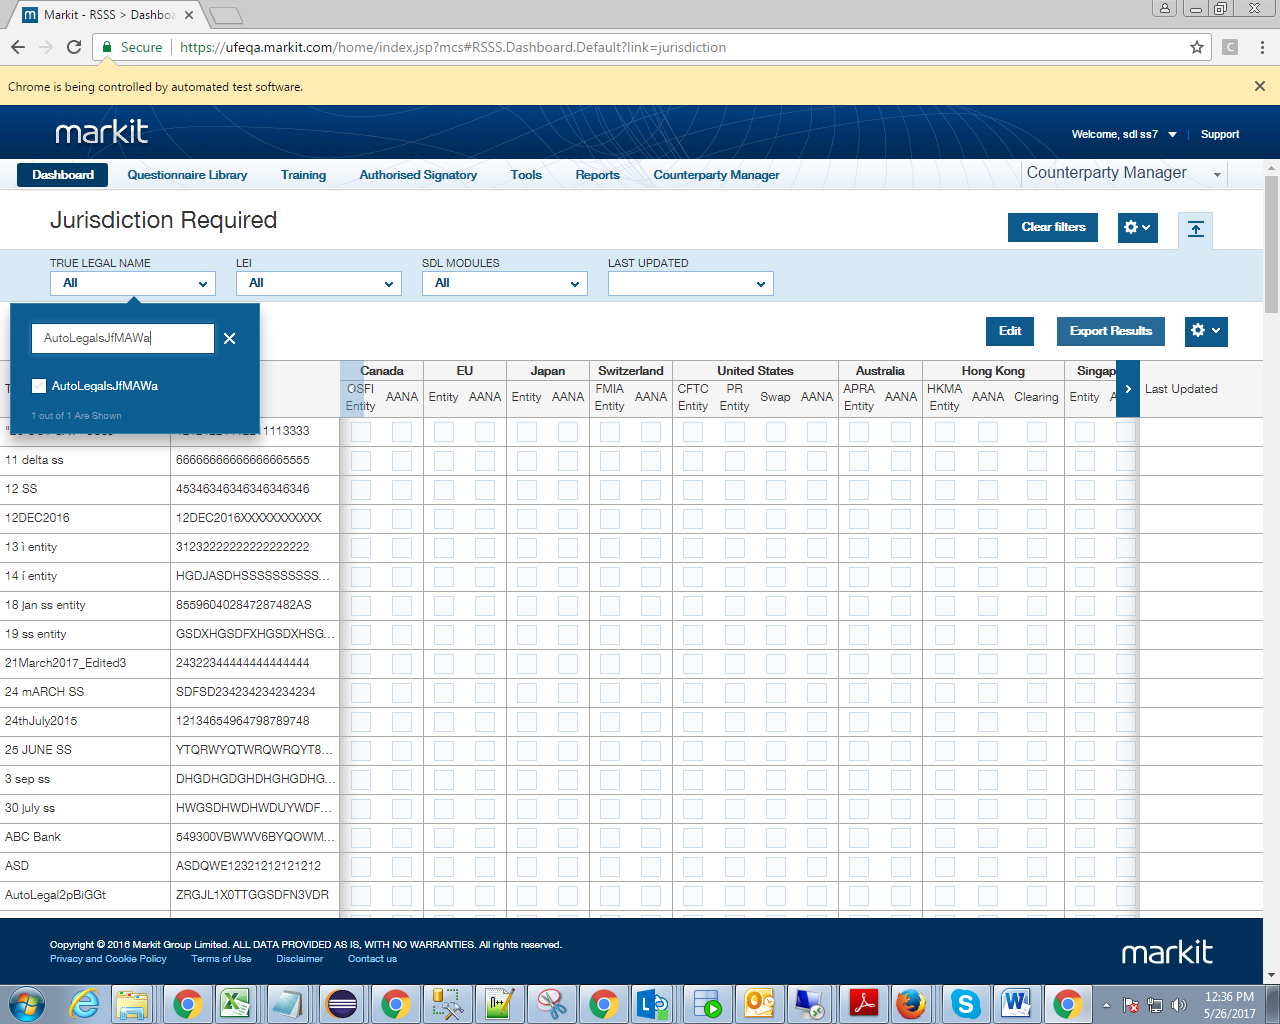 Markit - RSSS > Dashboa
Secure
https://ufeqa.markit.com/home/index.jsp?mcs#RSSS.Dashboard.Default?link=jurisdiction
Chrome is being controlled by automated test software.
markit
Welcome, sdl ss7
Support
Dashboard
Questionnaire Library
Training
Authorised Signatory
Tools
Reports
Counterparty Manager
Counterparty Manager
Jurisdiction Required
Clear filters
TRUE LEGAL NAME
LEI
SDL MODULES
LAST UPDATED
All
All
All
AutoLegalsJfMAWa
AutoLegalsJfMAWa
1 out of 1 Are Shown
Edit
Export Results
Canada
EU
Japan
Switzerland
United States
Australia
Hong Kong
Singap
OSFI Entity
AANA
Entity
AANA
Entity
AANA
FMIA Entity
AANA
CFTC Entity
PR Entity
Swap
AANA
APRA Entity
AANA
HKMA Entity
AANA
Clearing
Entity
Last Updated
11 delta ss 66666666666666665555
12 SS 45346346346346346346
12DEC2016 12DEC2016XXXXXXXXXXX
13 ì entity 31232222222222222222
14 í entity HGDJASDHSSSSSSSSSS...
18 jan ss entity 855960402847287482AS
19 ss entity GSDXHGSDFXHGSDXHSG...
21March2017_Edited3 24322344444444444444
24 mARCH SS SDFSD234234234234234
24thJuly2015 12134654964798789748
25 JUNE SS YTQRWYQTWRQWRQYT8...
3 sep ss DHGDHGDGHDHGHGDHG...
30 july ss HWGSDHWDHWDUYWDF...
ABC Bank 549300VBWWV6BYQOWM...
ASD ASDQWE12321212121212
AutoLegal2pBiGGt ZRGJL1X0TTGGSDFN3VDR
Copyright © 2016 Markit Group Limited. ALL DATA PROVIDED AS IS, WITH NO WARRANTIES. All rights reserved.
Privacy and Cookie Policy
Terms of Use
Disclaimer
Contact us
markit
12:36 PM
5/26/2017